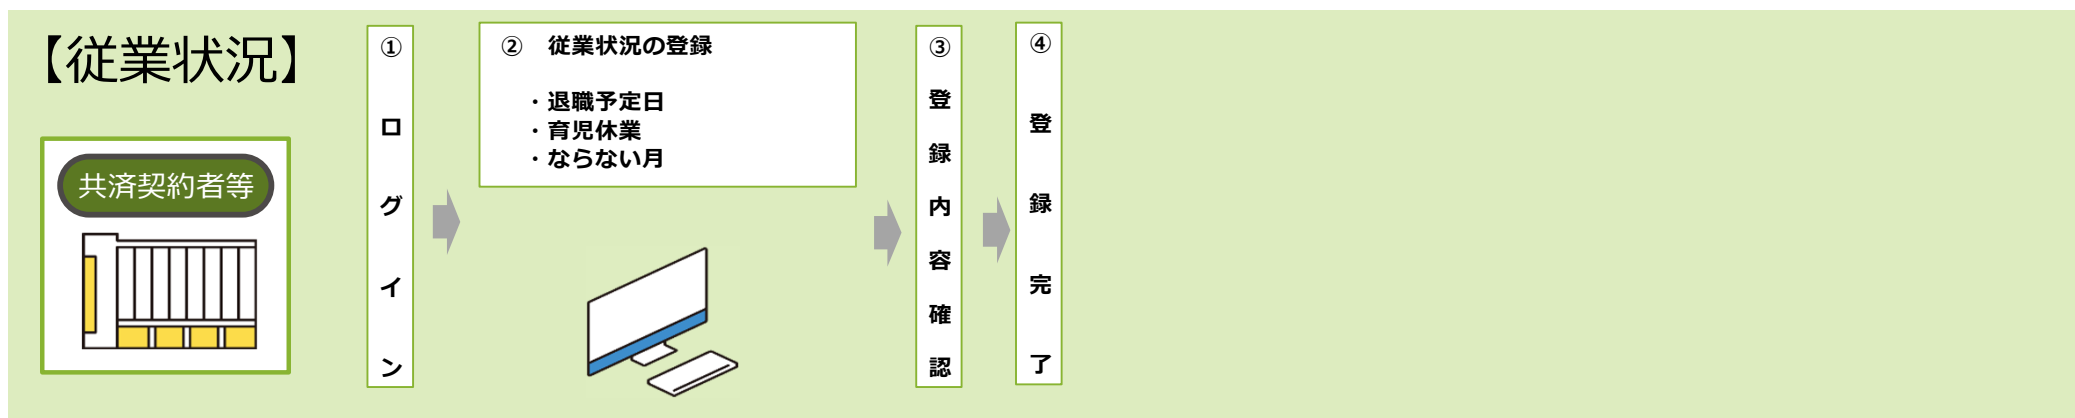 【従業状況】
共済契約者等
①ログイン
② 従業状況の登録
・退職予定日
・育児休業
・ならない月
③登録内容確認
④登録完了